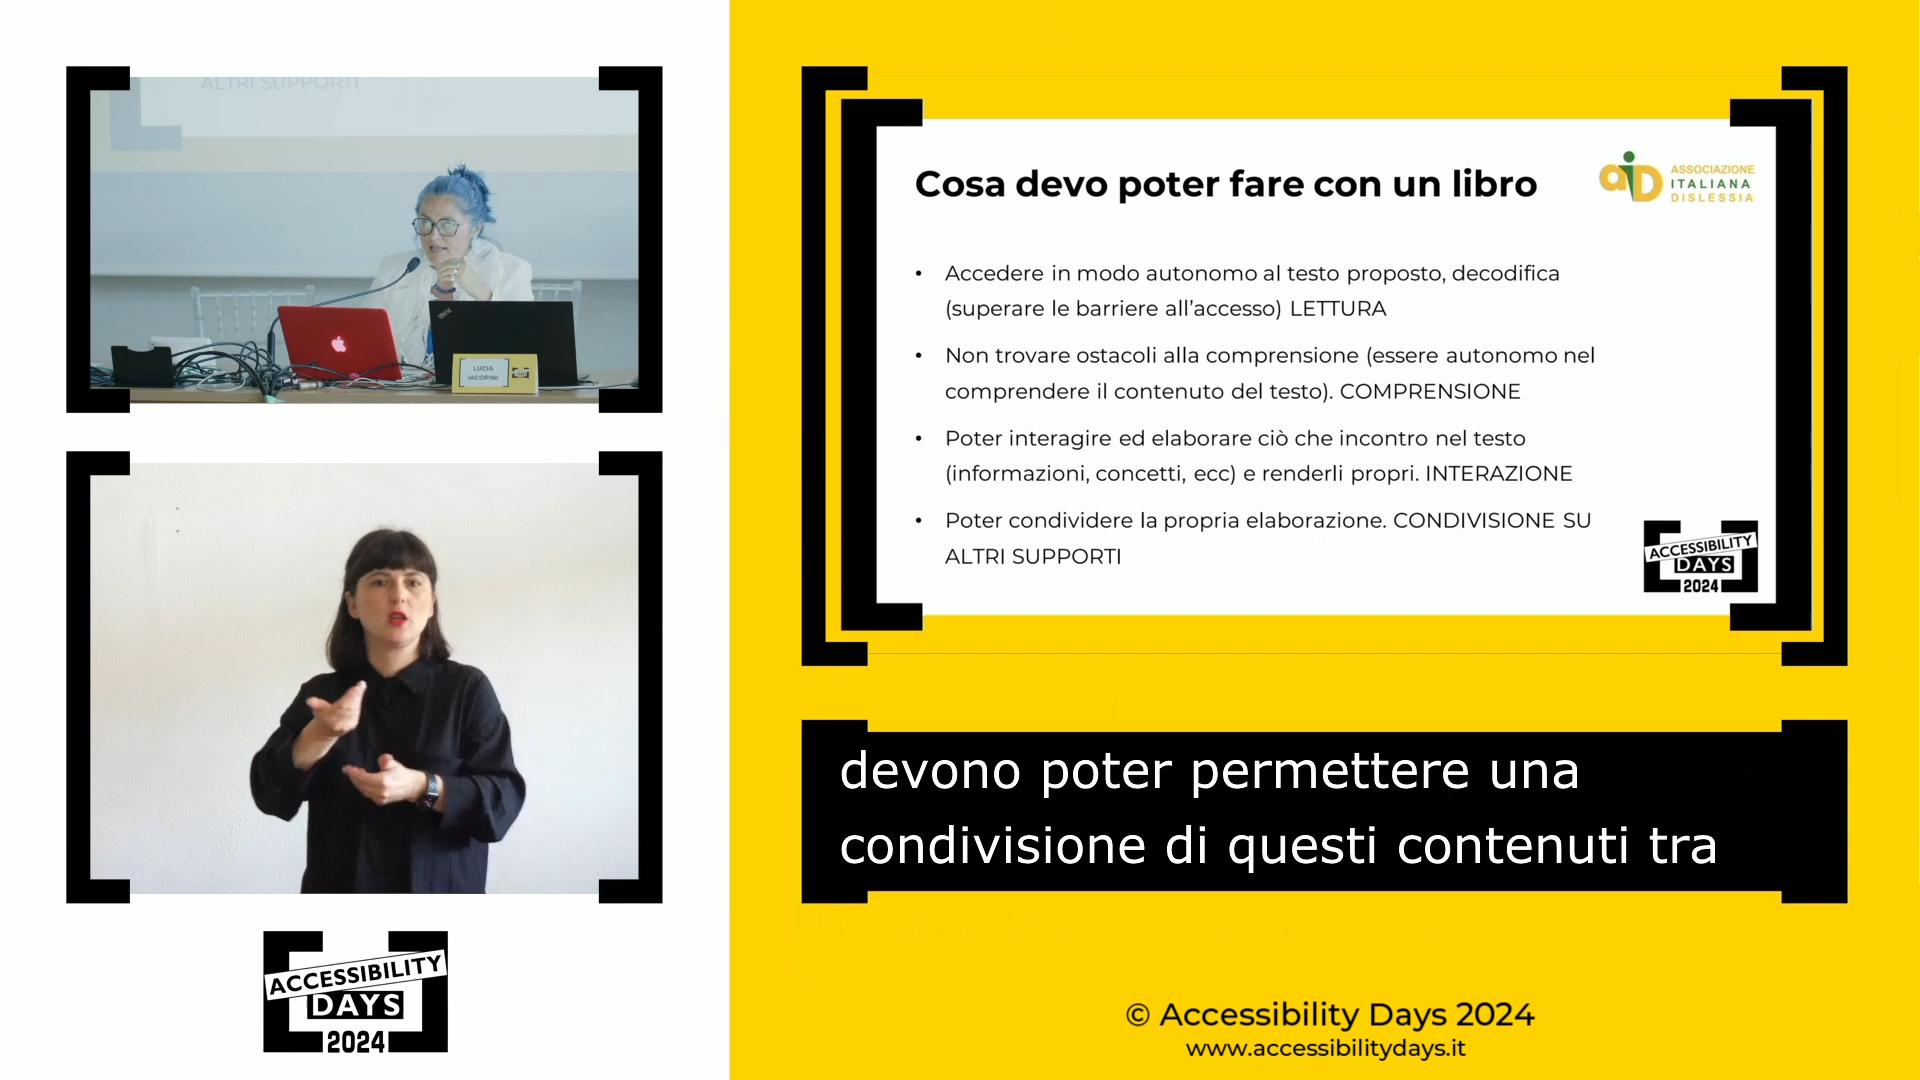 ALTRI SUPPORTI
LUCIA
IACOPINI
ACCESSIBILITY
DAYS
2024
Cosa devo poter fare con un libro
aiD ASSOCIAZIONE
ITALIANA
DISLESSIA
• Accedere in modo autonomo al testo proposto, decodifica
(superare le barriere all’accesso) LETTURA
• Non trovare ostacoli alla comprensione (essere autonomo nel
comprendere il contenuto del testo). COMPRENSIONE
• Poter interagire ed elaborare ciò che incontro nel testo
(informazioni, concetti, ecc) e renderli propri. INTERAZIONE
• Poter condividere la propria elaborazione. CONDIVISIONE SU
ALTRI SUPPORTI
ACCESSIBILITY
DAYS
2024
devono poter permettere una
condivisione di questi contenuti tra
© Accessibility Days 2024
www.accessibilitydays.it